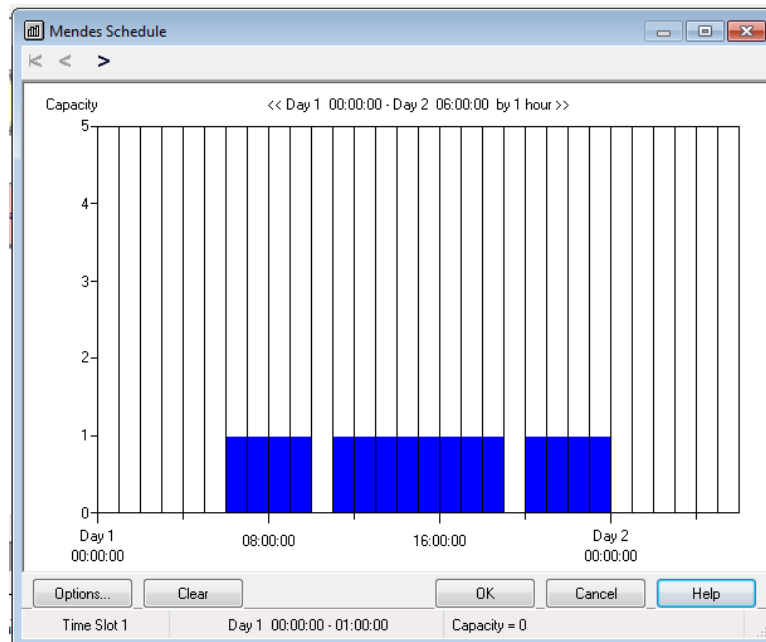 Mendes Schedule
Capacity
<< Day 1 00:00:00 - Day 2 06:00:00 by 1 hour >>
5
4
3
2
1
0
Day 1 00:00:00
08:00:00
16:00:00
Day 2 00:00:00
Options...
Clear
OK
Cancel
Help
Time Slot 1
Day 1 00:00:00 - 01:00:00
Capacity = 0